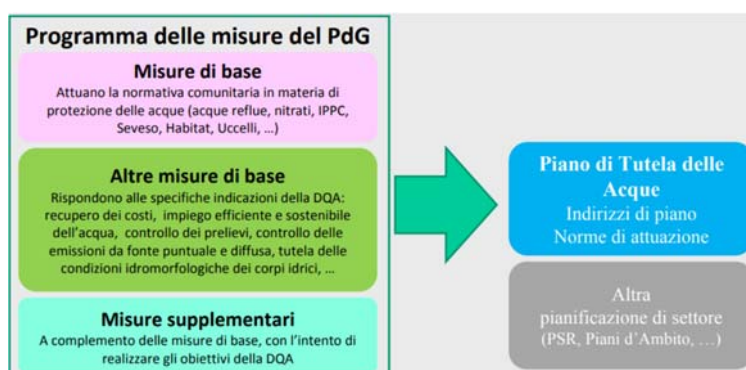 Programma delle misure del PdG
Misure di base
Attuano la normativa comunitaria in materia di
protezione delle acque (acque reflue, nitrati, IPPC,
Seveso, Habitat, Uccelli, ...)
Altre misure di base
Rispondono alle specifiche indicazioni della DQA:
recupero dei costi, impiego efficiente e sostenibile
dell'acqua, controllo dei prelievi, controllo delle
emissioni da fonte puntuale e diffusa, tutela delle
condizioni idromorfologiche dei corpi idrici, ...
Misure supplementari
A complemento delle misure di base, con l'intento di
realizzare gli obiettivi della DQA
Piano di Tutela delle
Acque
Indirizzi di piano
Norme di attuazione
Altra
pianificazione di settore
(PSR, Piani d'Ambito, ...)